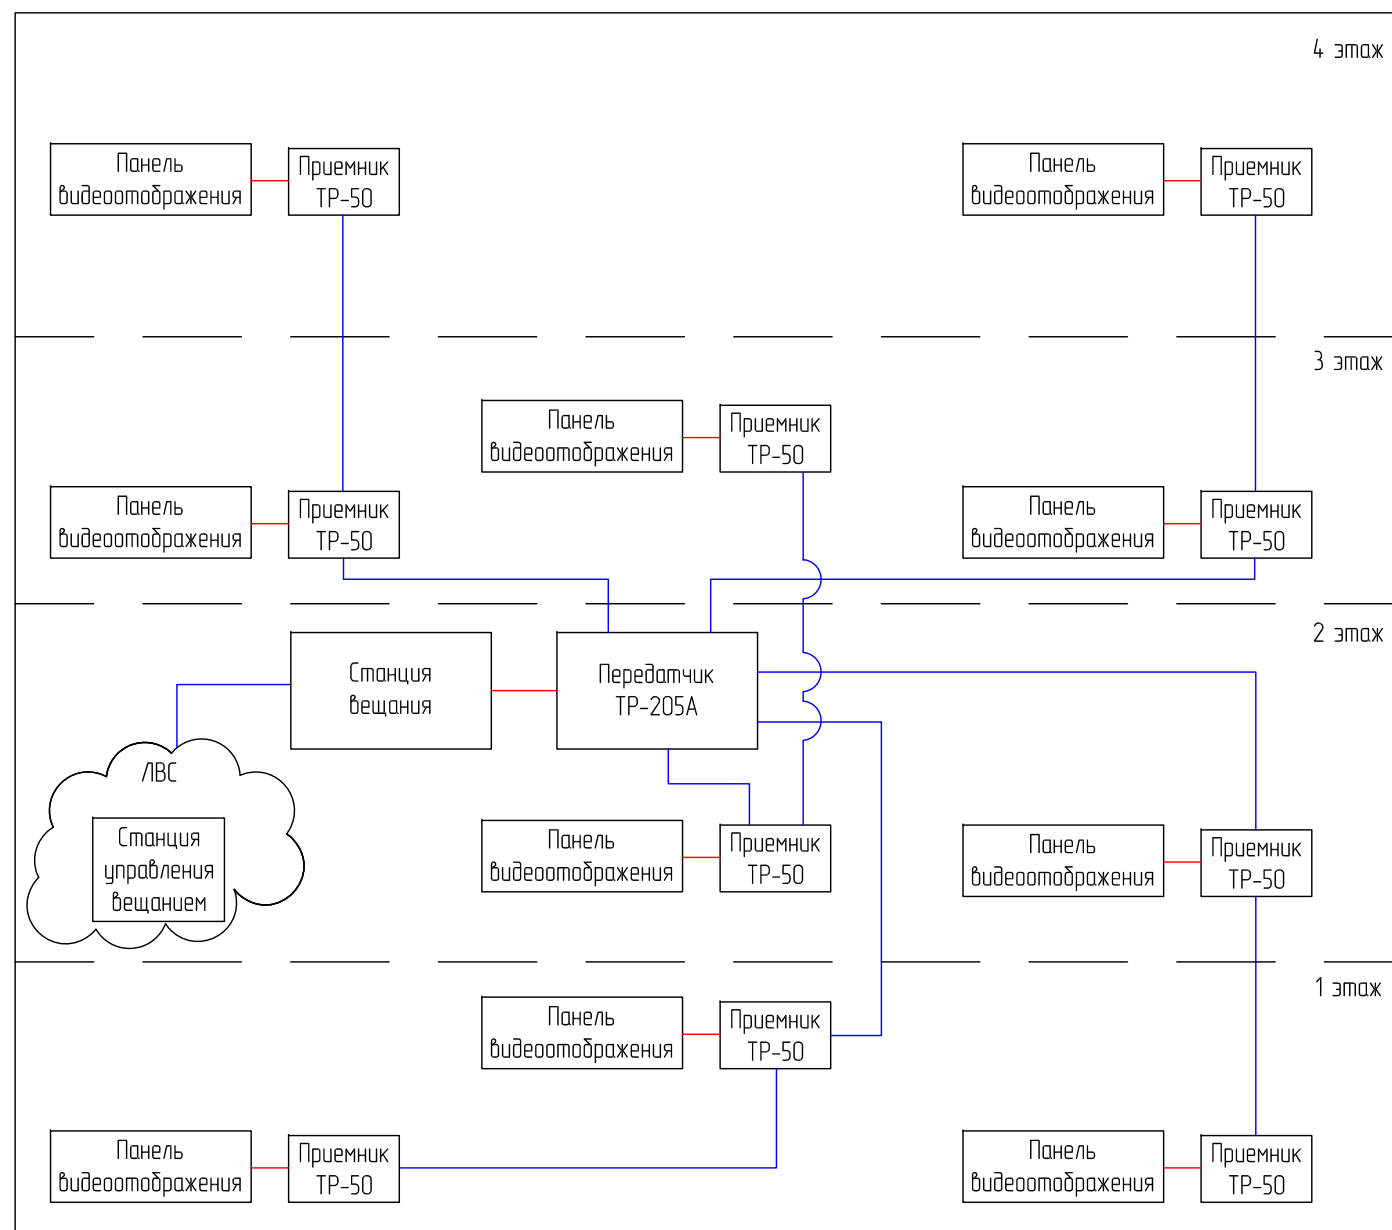 4 этаж
Панель
видеоотображения
Приемник
ТР-50
Панель
видеоотображения
Приемник
ТР-50
3 этаж
Панель
видеоотображения
Приемник
ТР-50
Панель
видеоотображения
Приемник
ТР-50
Панель
видеоотображения
Приемник
ТР-50
2 этаж
Станция
вещания
Передатчик
ТР-205А
ЛВС
Станция
управления
вещанием
Панель
видеоотображения
Приемник
ТР-50
Панель
видеоотображения
Приемник
ТР-50
1 этаж
Панель
видеоотображения
Приемник
ТР-50
Панель
видеоотображения
Приемник
ТР-50
Панель
видеоотображения
Приемник
ТР-50